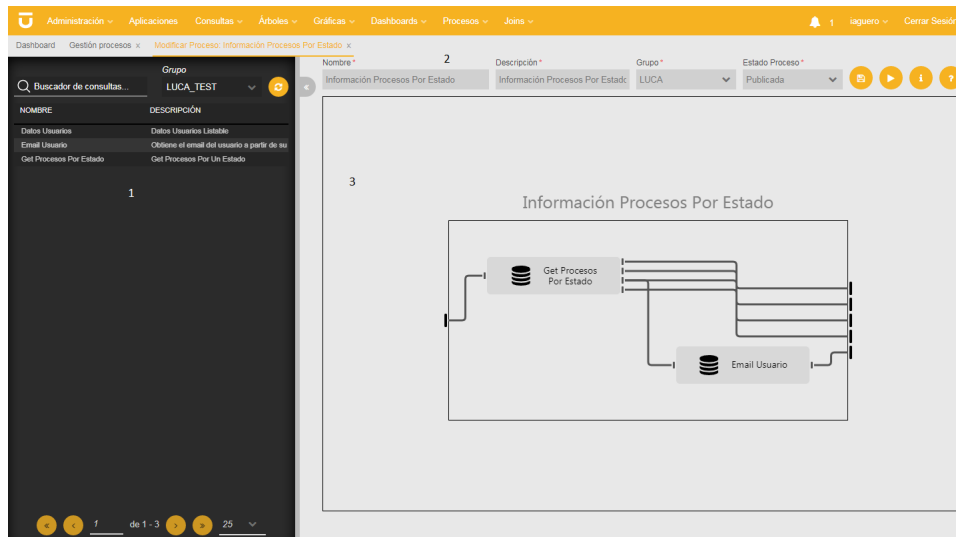 Administración Aplicaciones Consultas Árboles Gráficas Dashboards Procesos Joins 1 iaguero Cerrar Sesión
Dashboard Gestión procesos x Modificar Proceso: Información Procesos Por Estado x
Grupo
Buscador de consultas... LUCA_TEST
NOMBRE DESCRIPCIÓN
Datos Usuarios Datos Usuarios Listable
Email Usuario Obtiene el email del usuario a partir de su
Get Procesos Por Estado Get Procesos Por Un Estado
1
« ‹ 1 de 1 - 3 › » 25
2
Nombre * Descripción * Grupo * Estado Proceso *
Información Procesos Por Estado Información Procesos Por Estadc LUCA Publicada
3
Información Procesos Por Estado
Get Procesos
Por Estado
Email Usuario